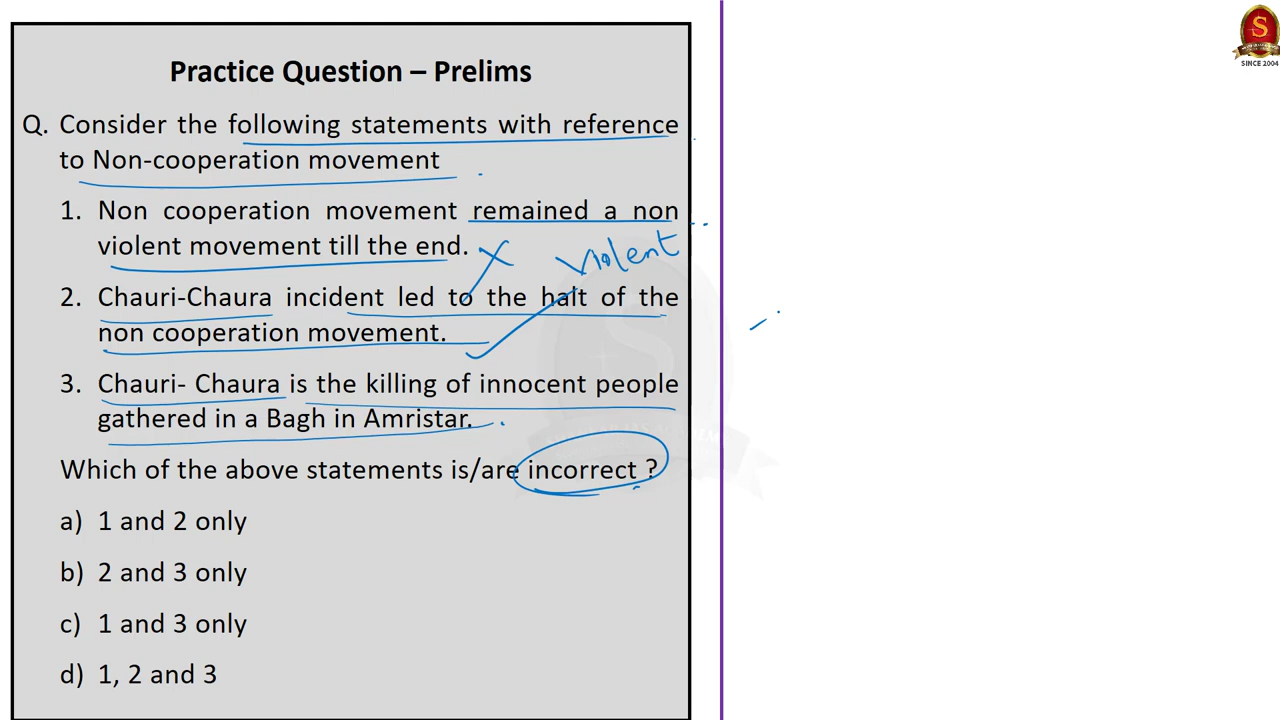 Practice Question – Prelims
Q. Consider the following statements with reference
to Non-cooperation movement
1. Non cooperation movement remained a non
violent movement till the end.
violent
2. Chauri-Chaura incident led to the halt of the
non cooperation movement.
3. Chauri- Chaura is the killing of innocent people
gathered in a Bagh in Amristar.
Which of the above statements is/are incorrect ?
a) 1 and 2 only
b) 2 and 3 only
c) 1 and 3 only
d) 1, 2 and 3
S
SINCE 2004